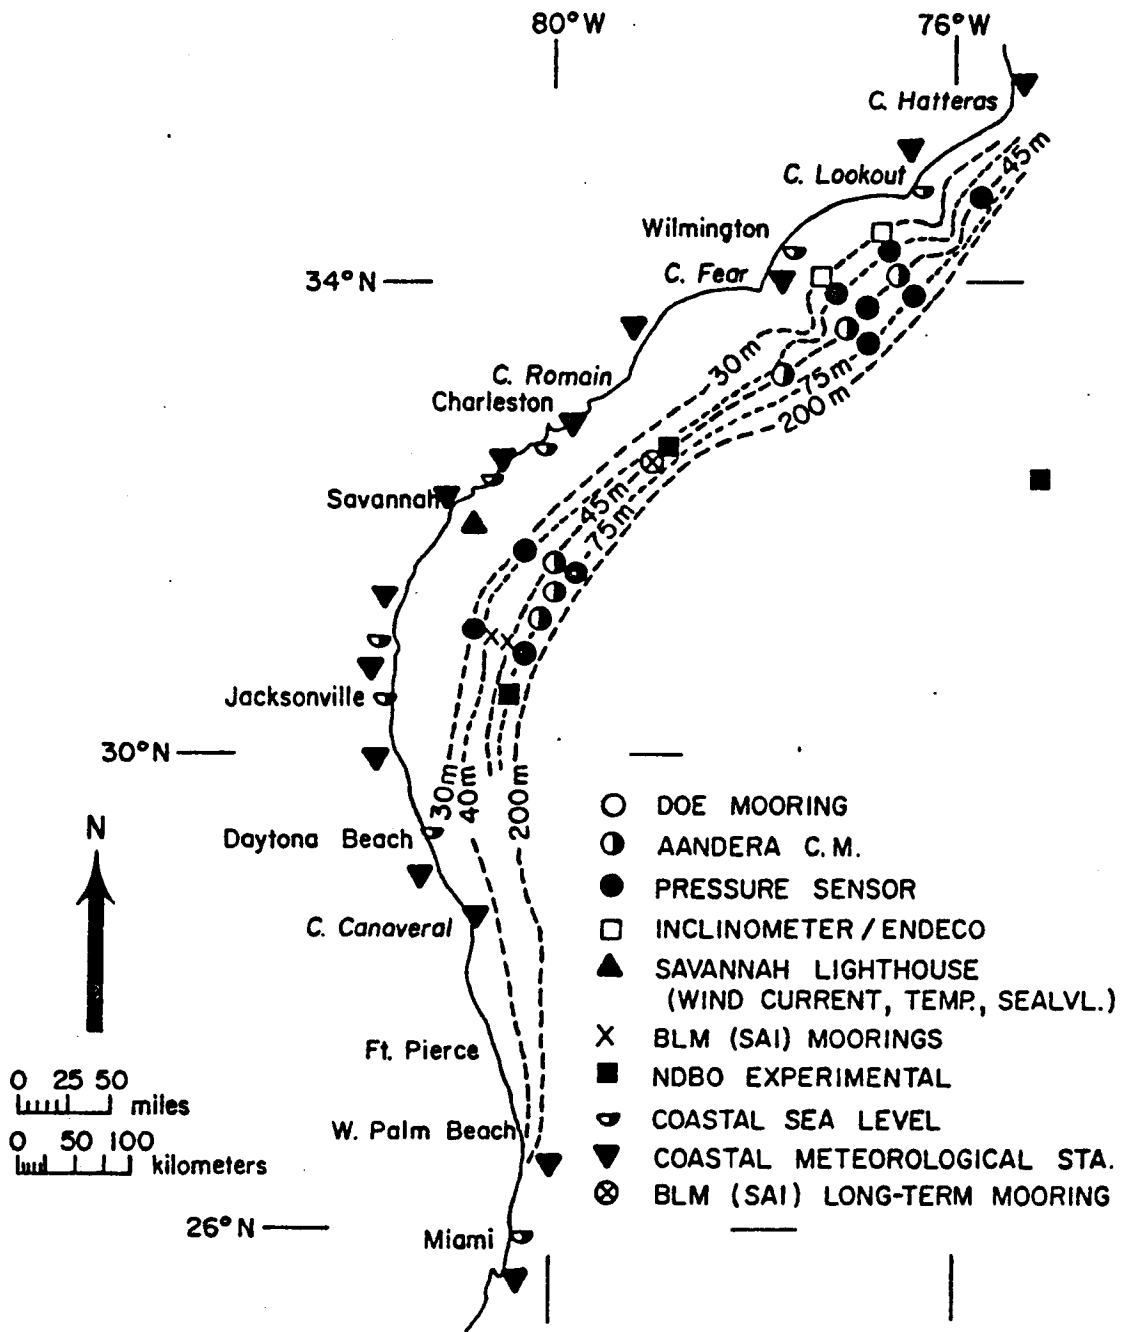 80°W
76°W
C. Hatteras
45m
C. Lookout
Wilmington
C. Fear
34°N
30m
C. Romain
75m
200m
Charleston
Savannah
45m
75m
Jacksonville
30°N
30m
40m
200m
DOE MOORING
N
Daytona Beach
AANDERA C.M.
PRESSURE SENSOR
C. Canaveral
INCLINOMETER / ENDECO
SAVANNAH LIGHTHOUSE
(WIND CURRENT, TEMP., SEALVL.)
Ft. Pierce
BLM (SAI) MOORINGS
0 25 50
miles
NDBO EXPERIMENTAL
W. Palm Beach
COASTAL SEA LEVEL
0 50 100
kilometers
COASTAL METEOROLOGICAL STA.
BLM (SAI) LONG-TERM MOORING
26°N
Miami